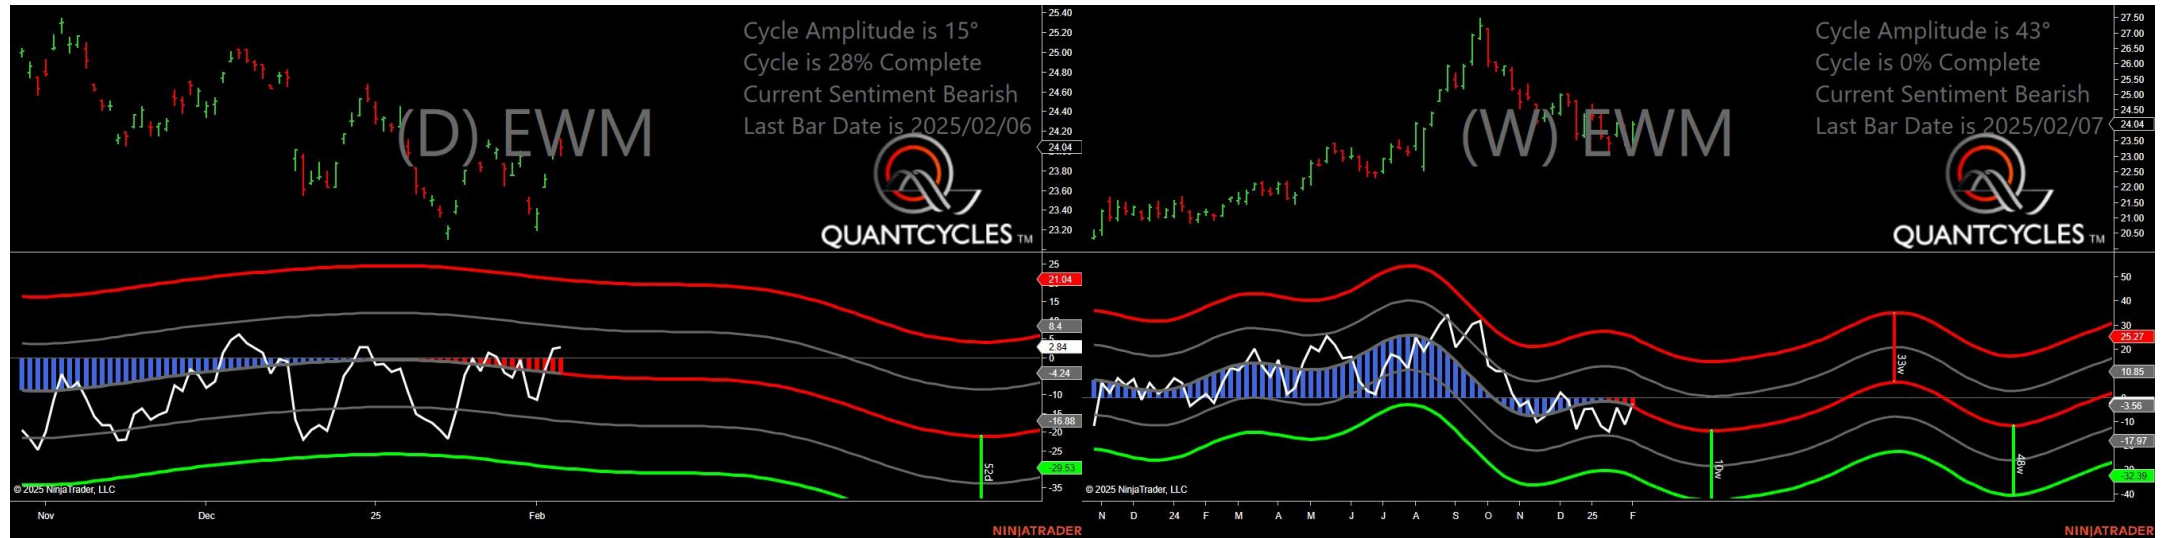 Cycle Amplitude is 15°
Cycle is 28% Complete
Current Sentiment Bearish
Last Bar Date is 2025/02/06
(D) EWM
QUANTCYCLES TM
25.40
25.20
25.00
24.80
24.60
24.40
24.20
24.04
23.80
23.60
23.40
23.20
25
21.04
15
8.4
2.84
0
-4.24
-10
-15
-16.88
-20
-25
-29.53
-35
52d
© 2025 NinjaTrader, LLC
Nov Dec 25 Feb
NINJATRADER
Cycle Amplitude is 43°
Cycle is 0% Complete
Current Sentiment Bearish
Last Bar Date is 2025/02/07
(W) EWM
QUANTCYCLES TM
27.50
27.00
26.50
26.00
25.50
25.00
24.50
24.04
23.50
23.00
22.50
22.00
21.50
21.00
20.50
50
40
30
25.27
20
10.85
-3.56
-10
-17.97
-32.39
-40
33w
10w
48w
© 2025 NinjaTrader, LLC
N D 24 F M A M J J A S O N D 25 F
NINJATRADER